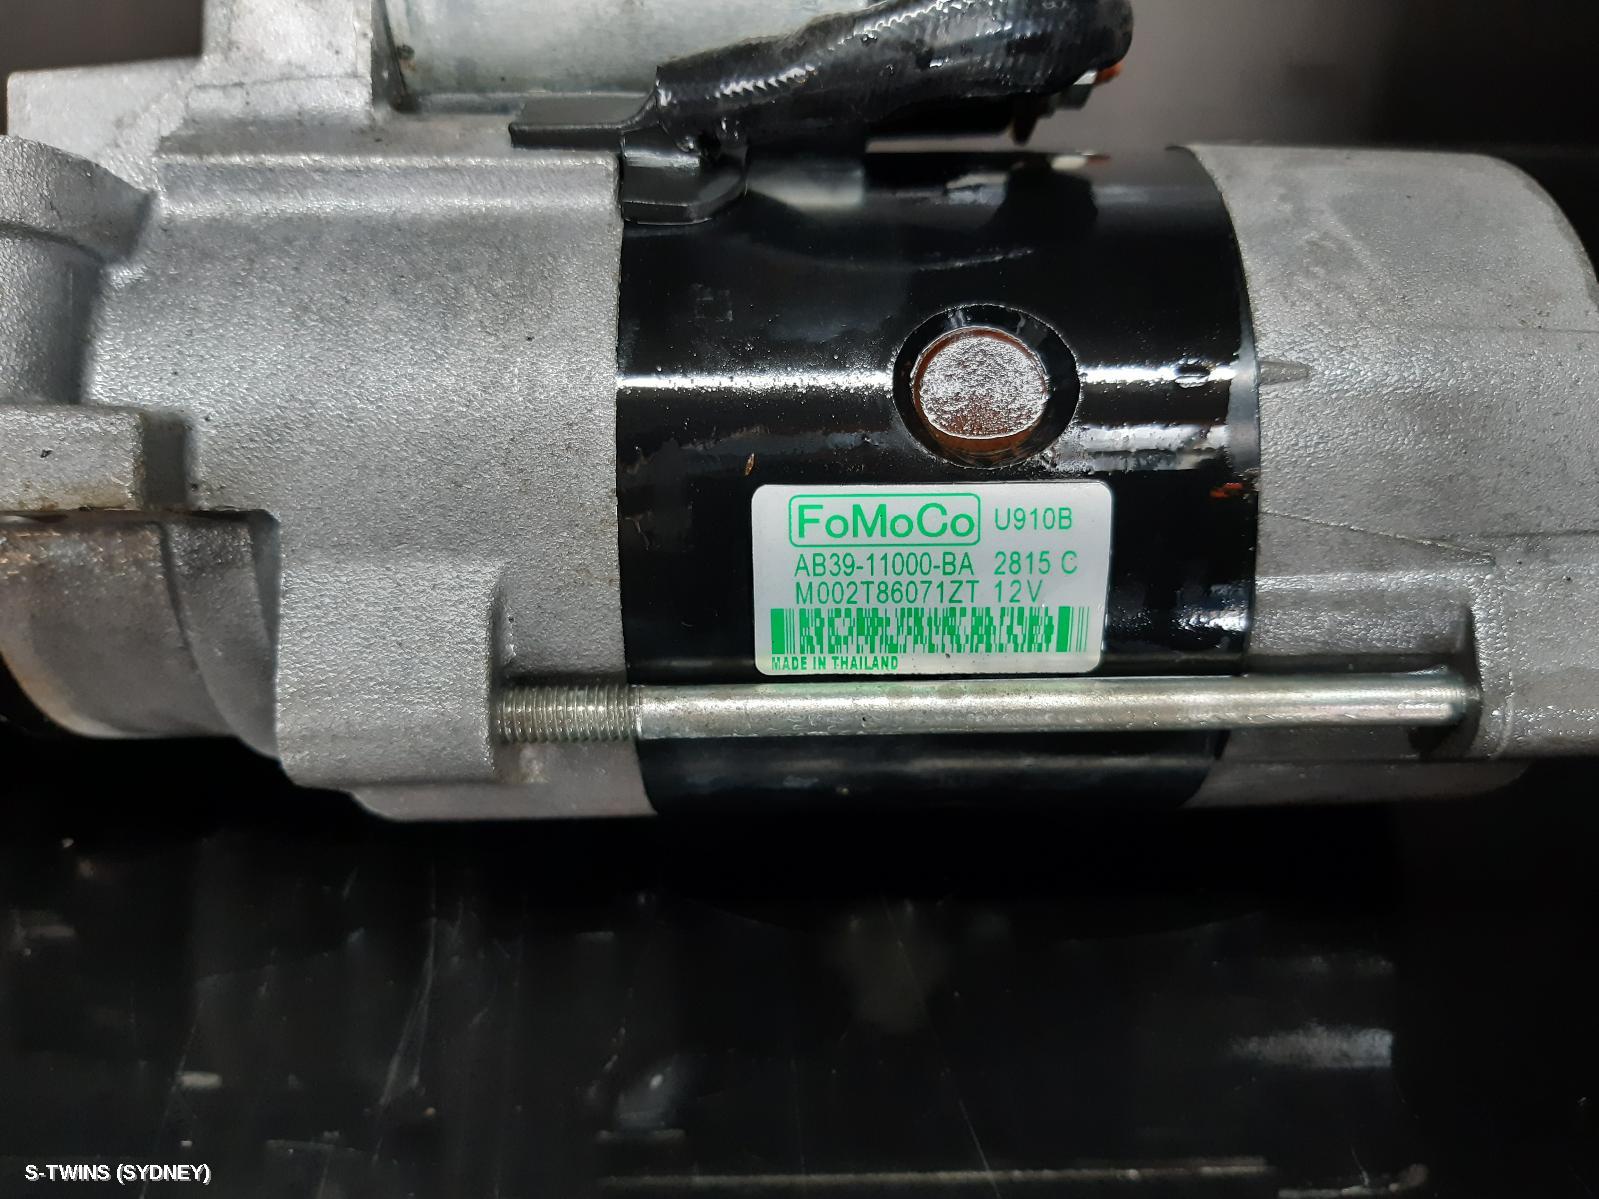 FoMoCo U910B
AB39-11000-BA 2815 C
M002T86071ZT 12V
MADE IN THAILAND
S-TWINS (SYDNEY)